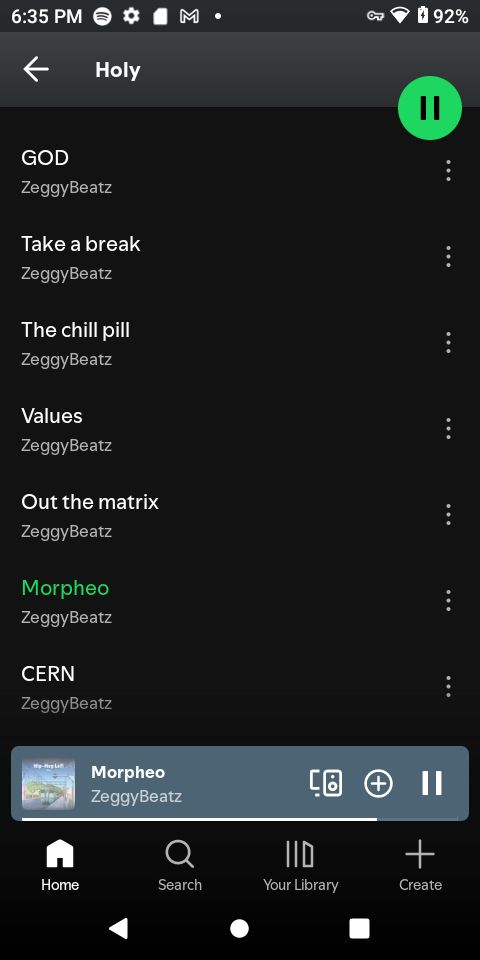 6:35 PM
92%
Holy
GOD
ZeggyBeatz
Take a break
ZeggyBeatz
The chill pill
ZeggyBeatz
Values
ZeggyBeatz
Out the matrix
ZeggyBeatz
Morpheo
ZeggyBeatz
CERN
ZeggyBeatz
Hip-Hop Lofi
Morpheo
ZeggyBeatz
Home
Search
Your Library
Create